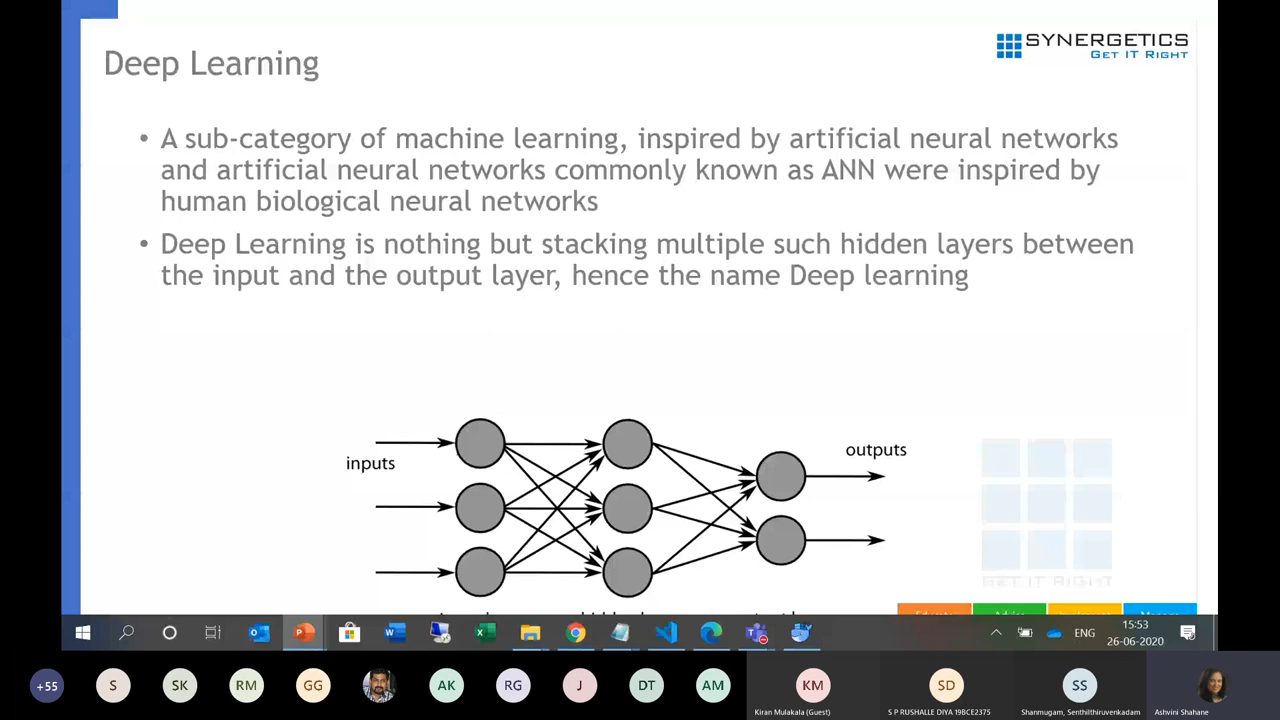 Deep Learning
SYNERGETICS
GET IT RIGHT
• A sub-category of machine learning, inspired by artificial neural networks
and artificial neural networks commonly known as ANN were inspired by
human biological neural networks
• Deep Learning is nothing but stacking multiple such hidden layers between
the input and the output layer, hence the name Deep learning
inputs
outputs
GET IT RIGHT
ENG
15:53
26-06-2020
+55
S
SK
RM
GG
AK
RG
J
DT
AM
KM
SD
SS
Kiran Mulakala (Guest)
S P RUSHALLE DIYA 19BCE2375
Shanmugam, Senthilthiruvenkadam
Ashvini Shahane